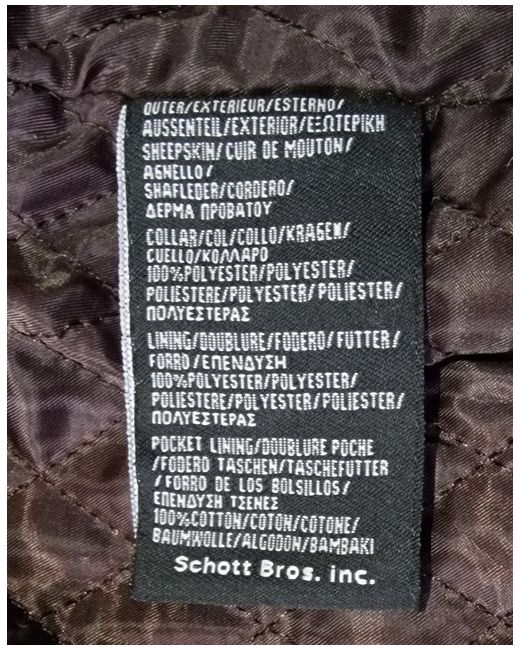 OUTER/EXTERIEUR/ESTERNO/
AUSSENTEIL/EXTERIOR/ΕΞΩΤΕΡΙΚΗ
SHEEPSKIN/CUIR DE MOUTON/
AGNELLO/
SHAFLEDER/CORDERO/
ΔΕΡΜΑ ΠΡΟΒΑΤΟΥ
COLLAR/COL/COLLO/KRAGEN/
CUELLO/ΚΟΛΛΑΡΟ
100%POLYESTER/POLYESTER/
POLIESTERE/POLYESTER/POLIESTER/
ΠΟΛΥΕΣΤΕΡΑΣ
LINING/DOUBLURE/FODERO/FUTTER/
FORRO/ΕΠΕΝΔΥΣΗ
100%POLYESTER/POLYESTER/
POLIESTERE/POLYESTER/POLIESTER/
ΠΟΛΥΕΣΤΕΡΑΣ
POCKET LINING/DOUBLURE POCHE
/FODERO TASCHEN/TASCHEFUTTER
/FORRO DE LOS BOLSILLOS/
ΕΠΕΝΔΥΣΗ ΤΣΕΝΕΣ
100%COTTON/COTON/COTONE/
BAUMWOLLE/ALGODON/BAMBAKI
Schott Bros. inc.